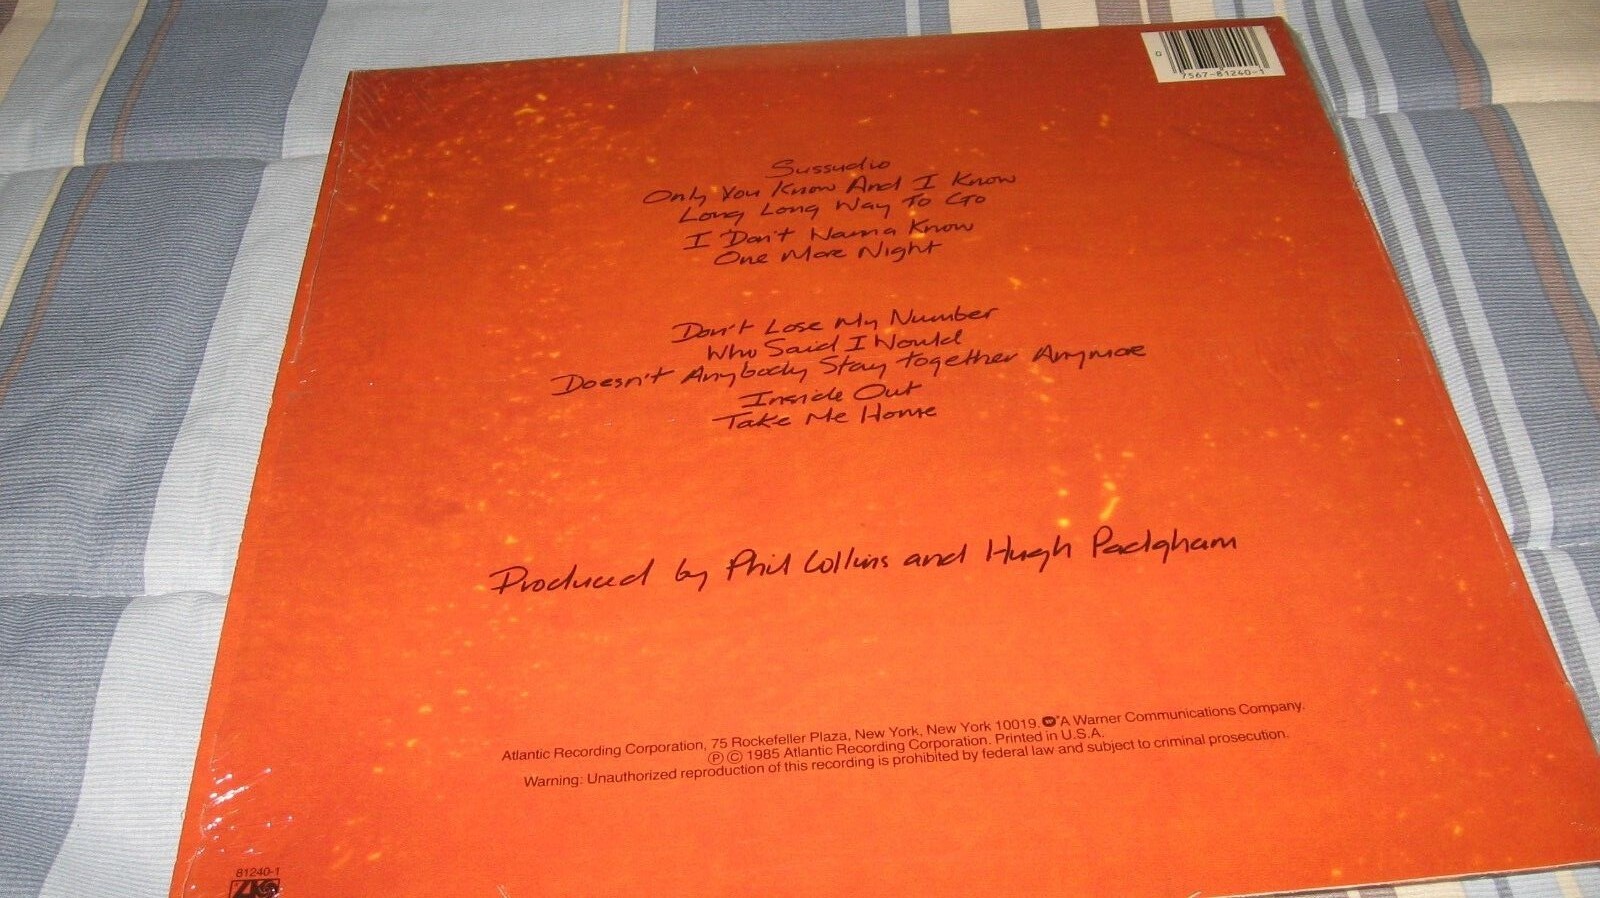 7567-81240-1
Sussudio
Only You Know And I Know
Long Long Way To Go
I Don't Wanna Know
One More Night
Don't Lose My Number
Who Said I Would
Doesn't Anybody Stay Together Anymore
Inside Out
Take Me Home
Produced by Phil Collins and Hugh Padgham
Atlantic Recording Corporation, 75 Rockefeller Plaza, New York, New York 10019. A Warner Communications Company.
Ⓟ © 1985 Atlantic Recording Corporation. Printed in U.S.A.
Warning: Unauthorized reproduction of this recording is prohibited by federal law and subject to criminal prosecution.
81240-1